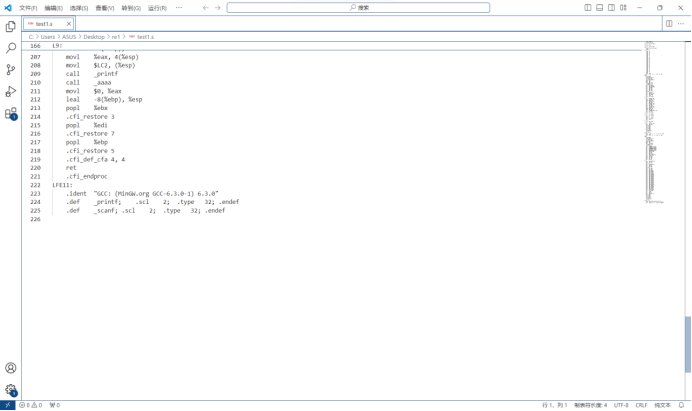 文件(F) 编辑(E) 选择(S) 查看(V) 转到(G) 运行(R) ··· 搜索
test1.s
C: > Users > ASUS > Desktop > re1 > test1.s
166 L9:
207 movl %eax, 4(%esp)
208 movl $LC2, (%esp)
209 call _printf
210 call _aaaa
211 movl $0, %eax
212 leal -8(%ebp), %esp
213 popl %ebx
214 .cfi_restore 3
215 popl %edi
216 .cfi_restore 7
217 popl %ebp
218 .cfi_restore 5
219 .cfi_def_cfa 4, 4
220 ret
221 .cfi_endproc
222 LFE11:
223 .ident "GCC: (MinGW.org GCC-6.3.0-1) 6.3.0"
224 .def _printf; .scl 2; .type 32; .endef
225 .def _scanf; .scl 2; .type 32; .endef
226
0 0 0 行 1, 列 1 制表符长度: 4 UTF-8 CRLF 纯文本